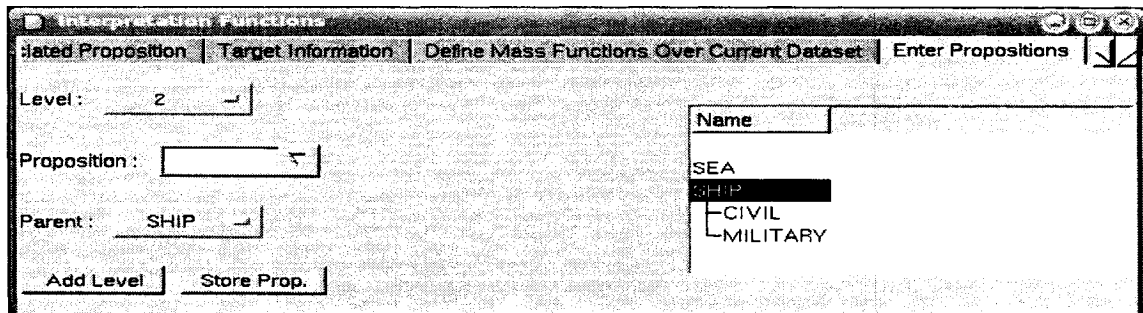 Interpretation Functions
:lated Proposition | Target Information | Define Mass Functions Over Current Dataset | Enter Propositions
Level : 2
Name
Proposition :
SEA
SHIP
CIVIL
Parent : SHIP
MILITARY
Add Level Store Prop.